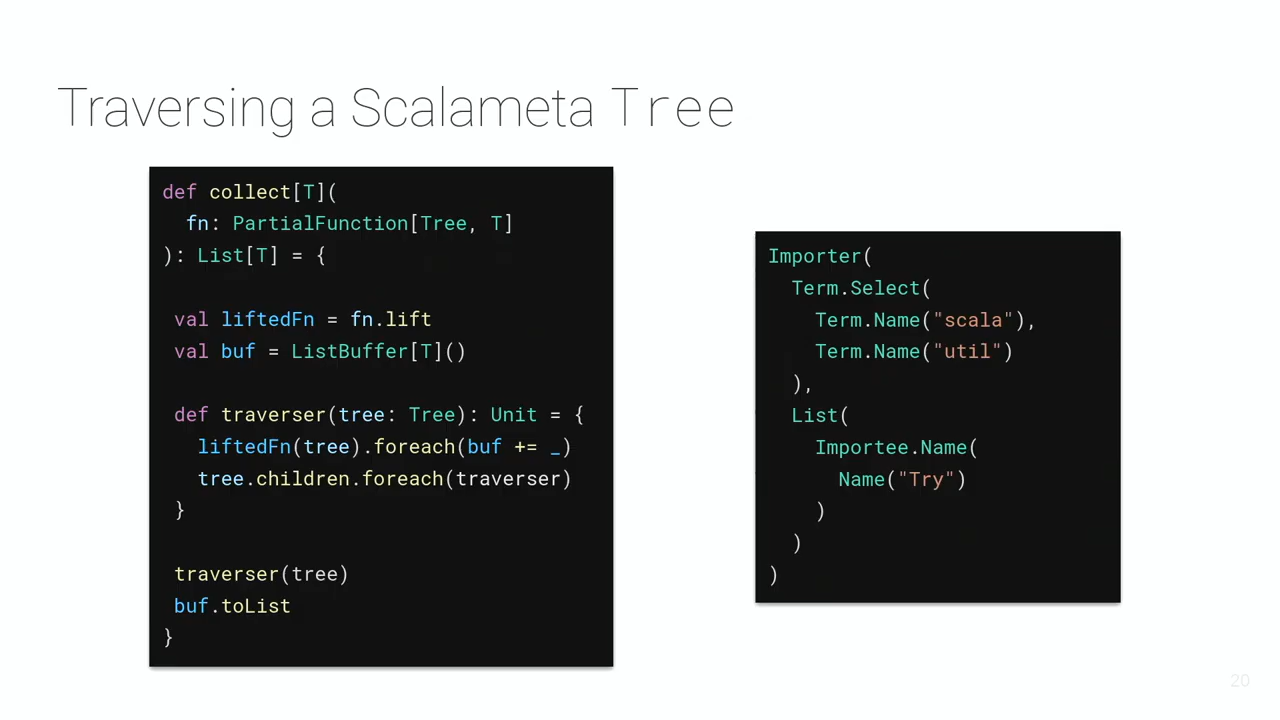 Traversing a Scalameta Tree
def collect[T](
fn: PartialFunction[Tree, T]
): List[T] = {
val liftedFn = fn.lift
val buf = ListBuffer[T]()
def traverser(tree: Tree): Unit = {
liftedFn(tree).foreach(buf += _)
tree.children.foreach(traverser)
}
traverser(tree)
buf.toList
}
Importer(
Term.Select(
Term.Name("scala"),
Term.Name("util")
),
List(
Importee.Name(
Name("Try")
)
)
)
20